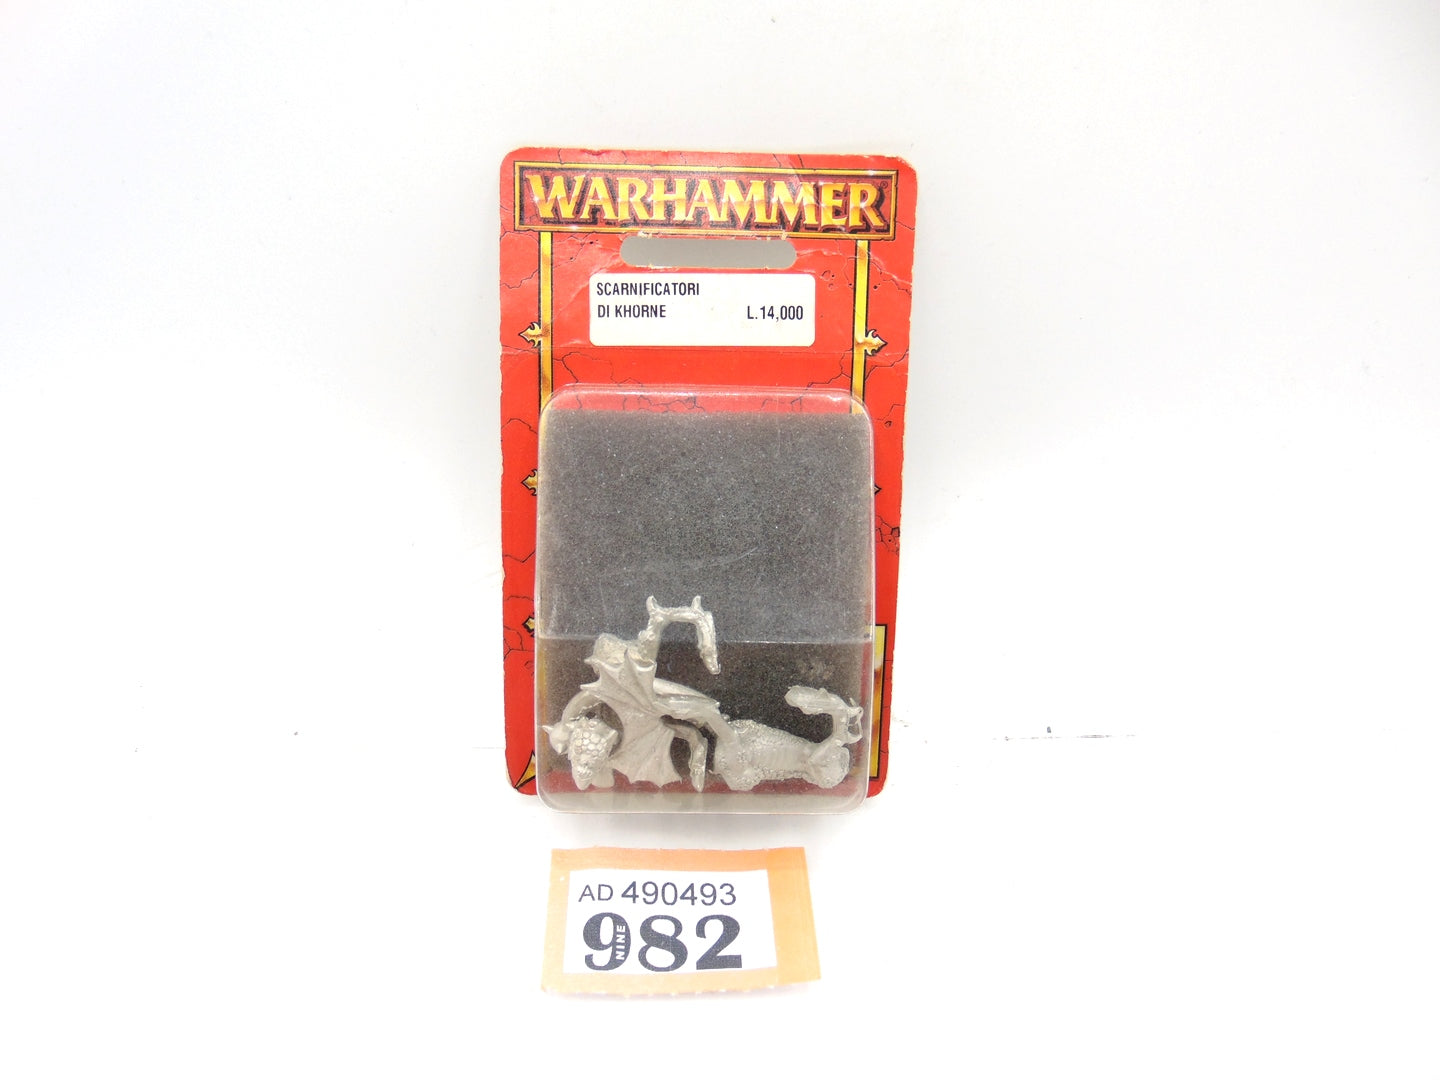 WARHAMMER
SCARNIFICATORI
DI KHORNE L.14,000
AD 490493
982
NINE